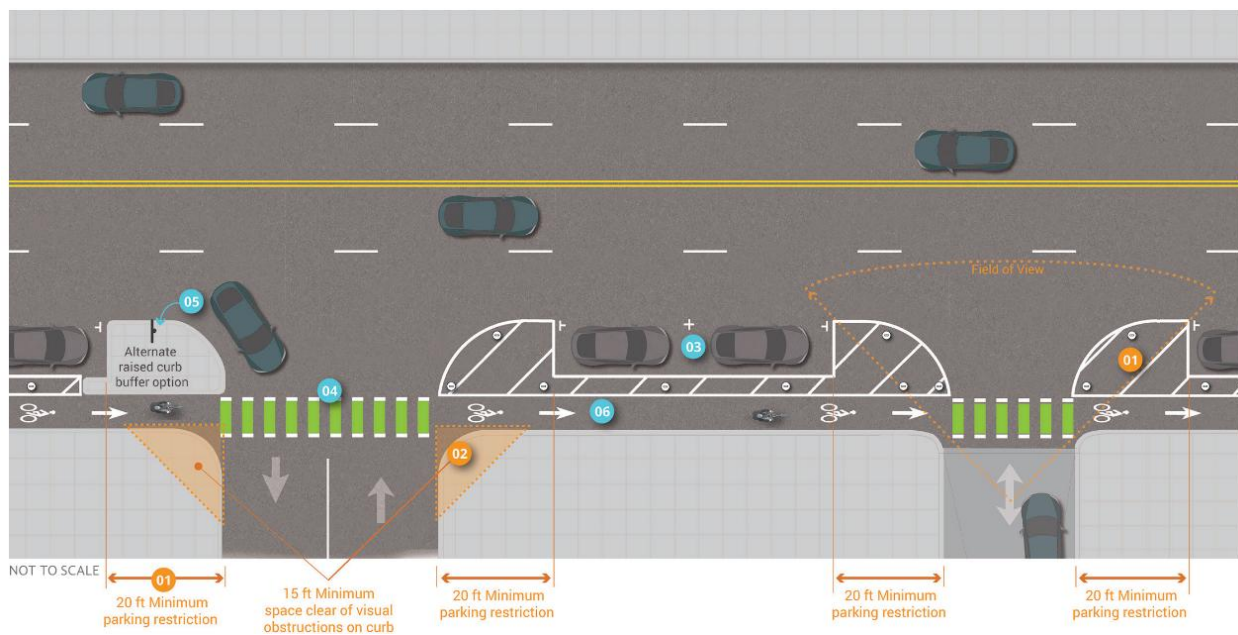 Field of View
05
Alternate
raised curb
buffer option
03
01
04
06
02
NOT TO SCALE
01
20 ft Minimum
parking restriction
15 ft Minimum
space clear of visual
obstructions on curb
20 ft Minimum
parking restriction
20 ft Minimum
parking restriction
20 ft Minimum
parking restriction